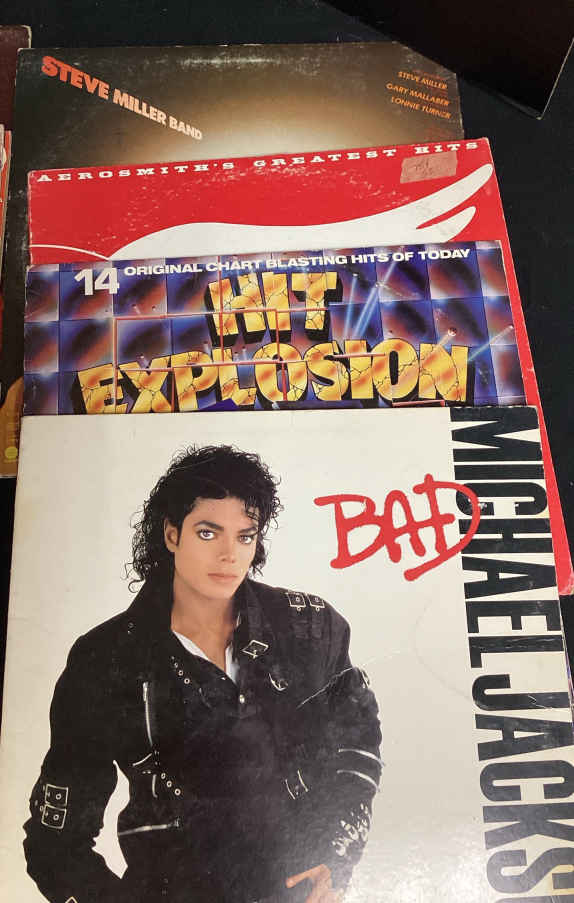 STEVE MILLER BAND
STEVE MILLER
GARY MALLABER
LONNIE TURNER
AEROSMITH'S GREATEST HITS
14 ORIGINAL CHART BLASTING HITS OF TODAY
HIT
EXPLOSION
BAD
MICHAEL JACKS